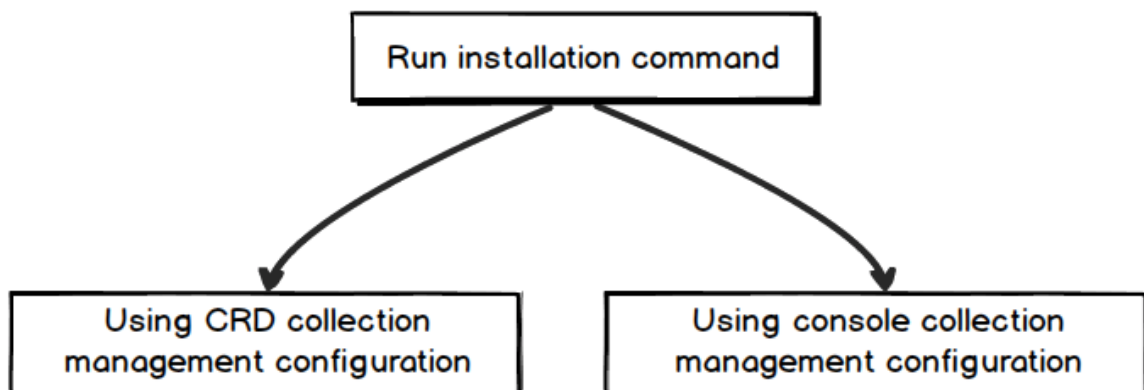 Run installation command
Using CRD collection
management configuration
Using console collection
management configuration